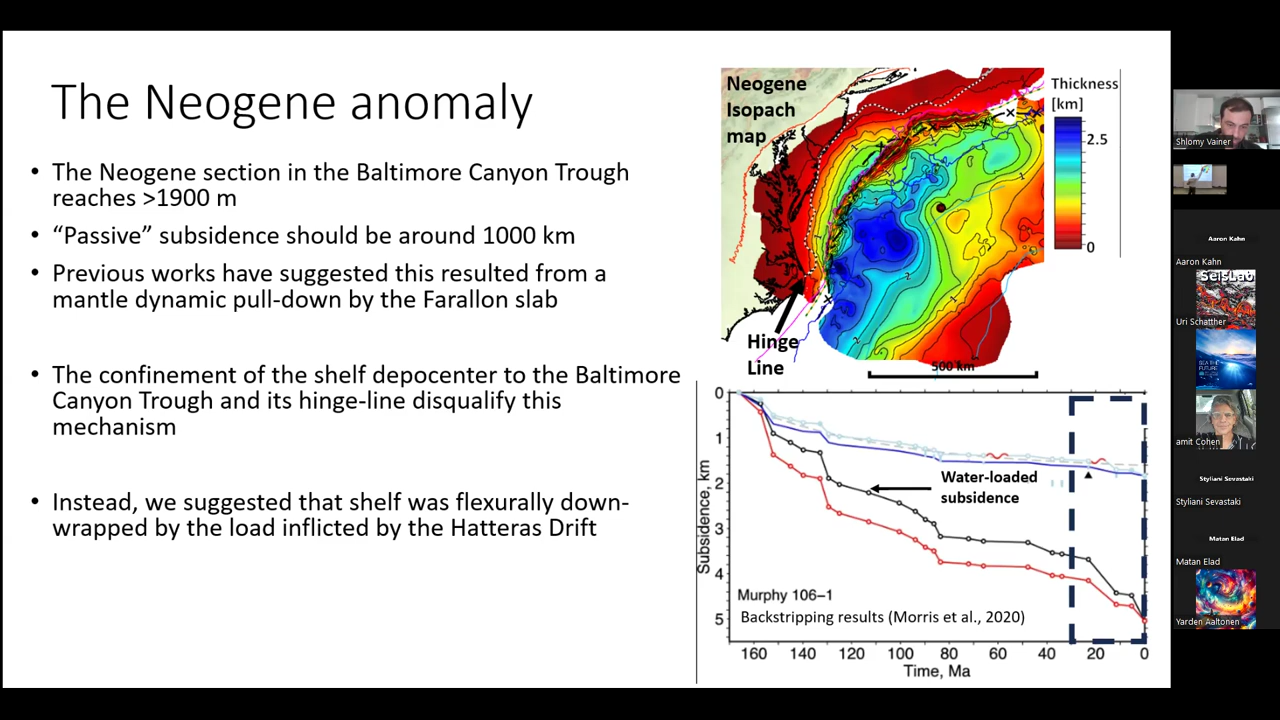 The Neogene anomaly
• The Neogene section in the Baltimore Canyon Trough
reaches >1900 m
• “Passive” subsidence should be around 1000 km
• Previous works have suggested this resulted from a
mantle dynamic pull-down by the Farallon slab
• The confinement of the shelf depocenter to the Baltimore
Canyon Trough and its hinge-line disqualify this
mechanism
• Instead, we suggested that shelf was flexurally down-
wrapped by the load inflicted by the Hatteras Drift
Neogene
Isopach
map
Thickness
[km]
2.5
0
Hinge
Line
500 km
0
1
2
3
4
5
Subsidence, km
Water-loaded
subsidence
Murphy 106–1
Backstripping results (Morris et al., 2020)
160 140 120 100 80 60 40 20 0
Time, Ma
Shlomy Vainer
Aaron Kahn
Aaron Kahn
SeisLab
Uri Schattner
amit Cohen
Styliani Sevastaki
Styliani Sevastaki
Matan Elad
Matan Elad
Yarden Aaltonen